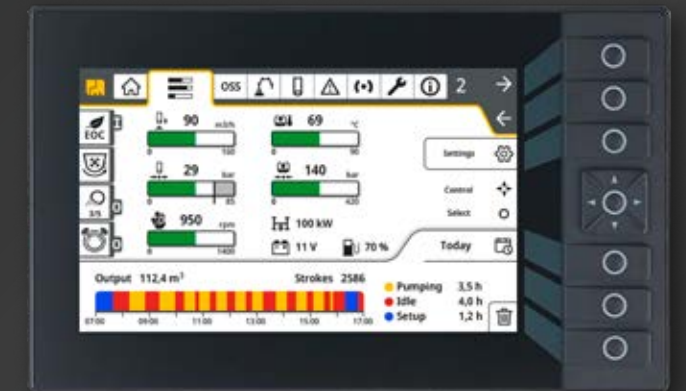 OSS
2
90 m3/h
0 160
69 °C
0 90
EOC
Settings
29 bar
0 85
140 bar
0 420
Control
Select
3/5
950 rpm
0 1400
100 kW
11 V
70 %
Today
Output 112,4 m³
Strokes 2586
Pumping 3,5 h
Idle 4,0 h
Setup 1,2 h
07:00 09:00 11:00 13:00 15:00 17:00